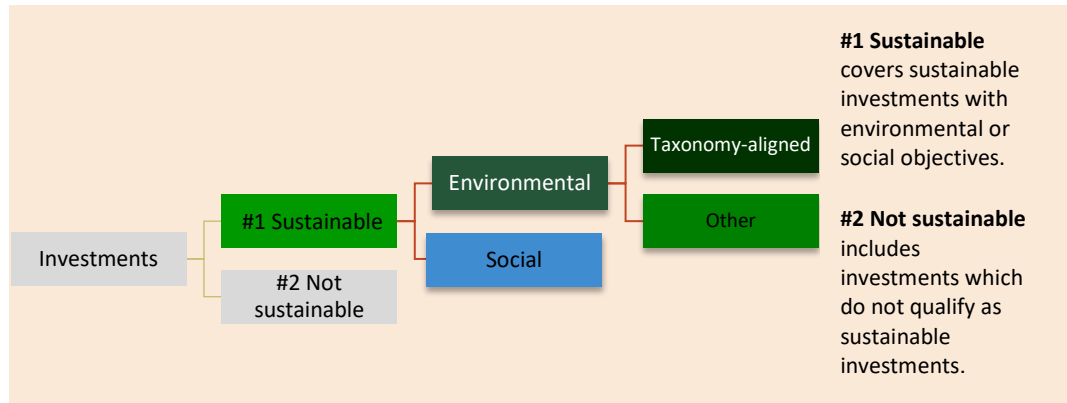 Investments
#1 Sustainable
#2 Not
sustainable
Environmental
Social
Taxonomy-aligned
Other
#1 Sustainable
covers sustainable
investments with
environmental or
social objectives.
#2 Not sustainable
includes
investments which
do not qualify as
sustainable
investments.